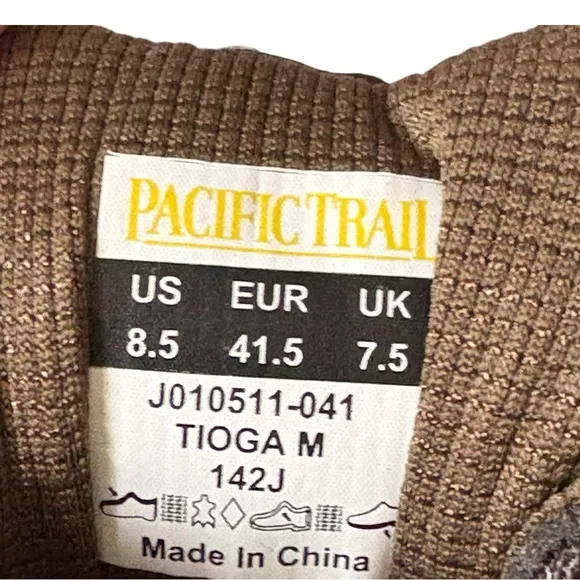 PACIFIC TRAIL
US EUR UK
8.5 41.5 7.5
J010511-041
TIOGA M
142J
Made In China